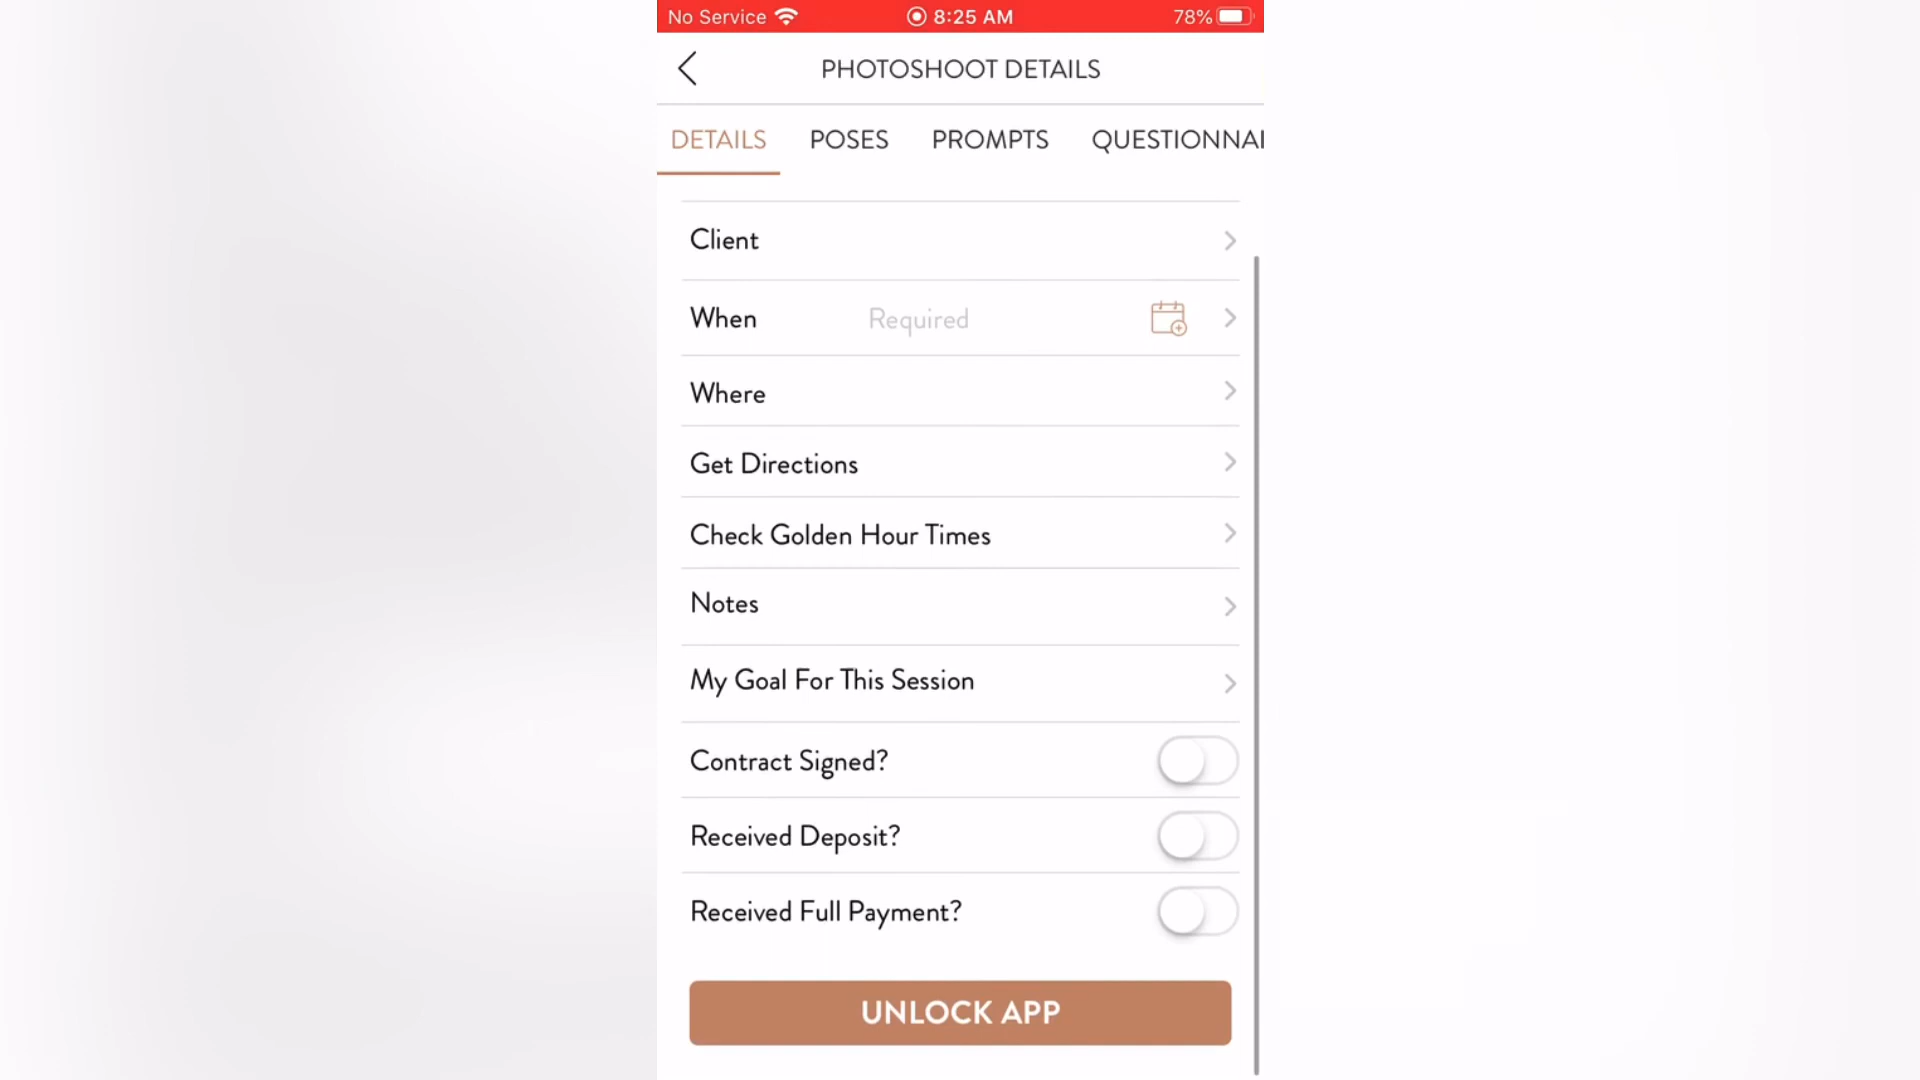 No Service 8:25 AM 78%
PHOTOSHOOT DETAILS
DETAILS POSES PROMPTS QUESTIONNAI
Client
When Required
Where
Get Directions
Check Golden Hour Times
Notes
My Goal For This Session
Contract Signed?
Received Deposit?
Received Full Payment?
UNLOCK APP